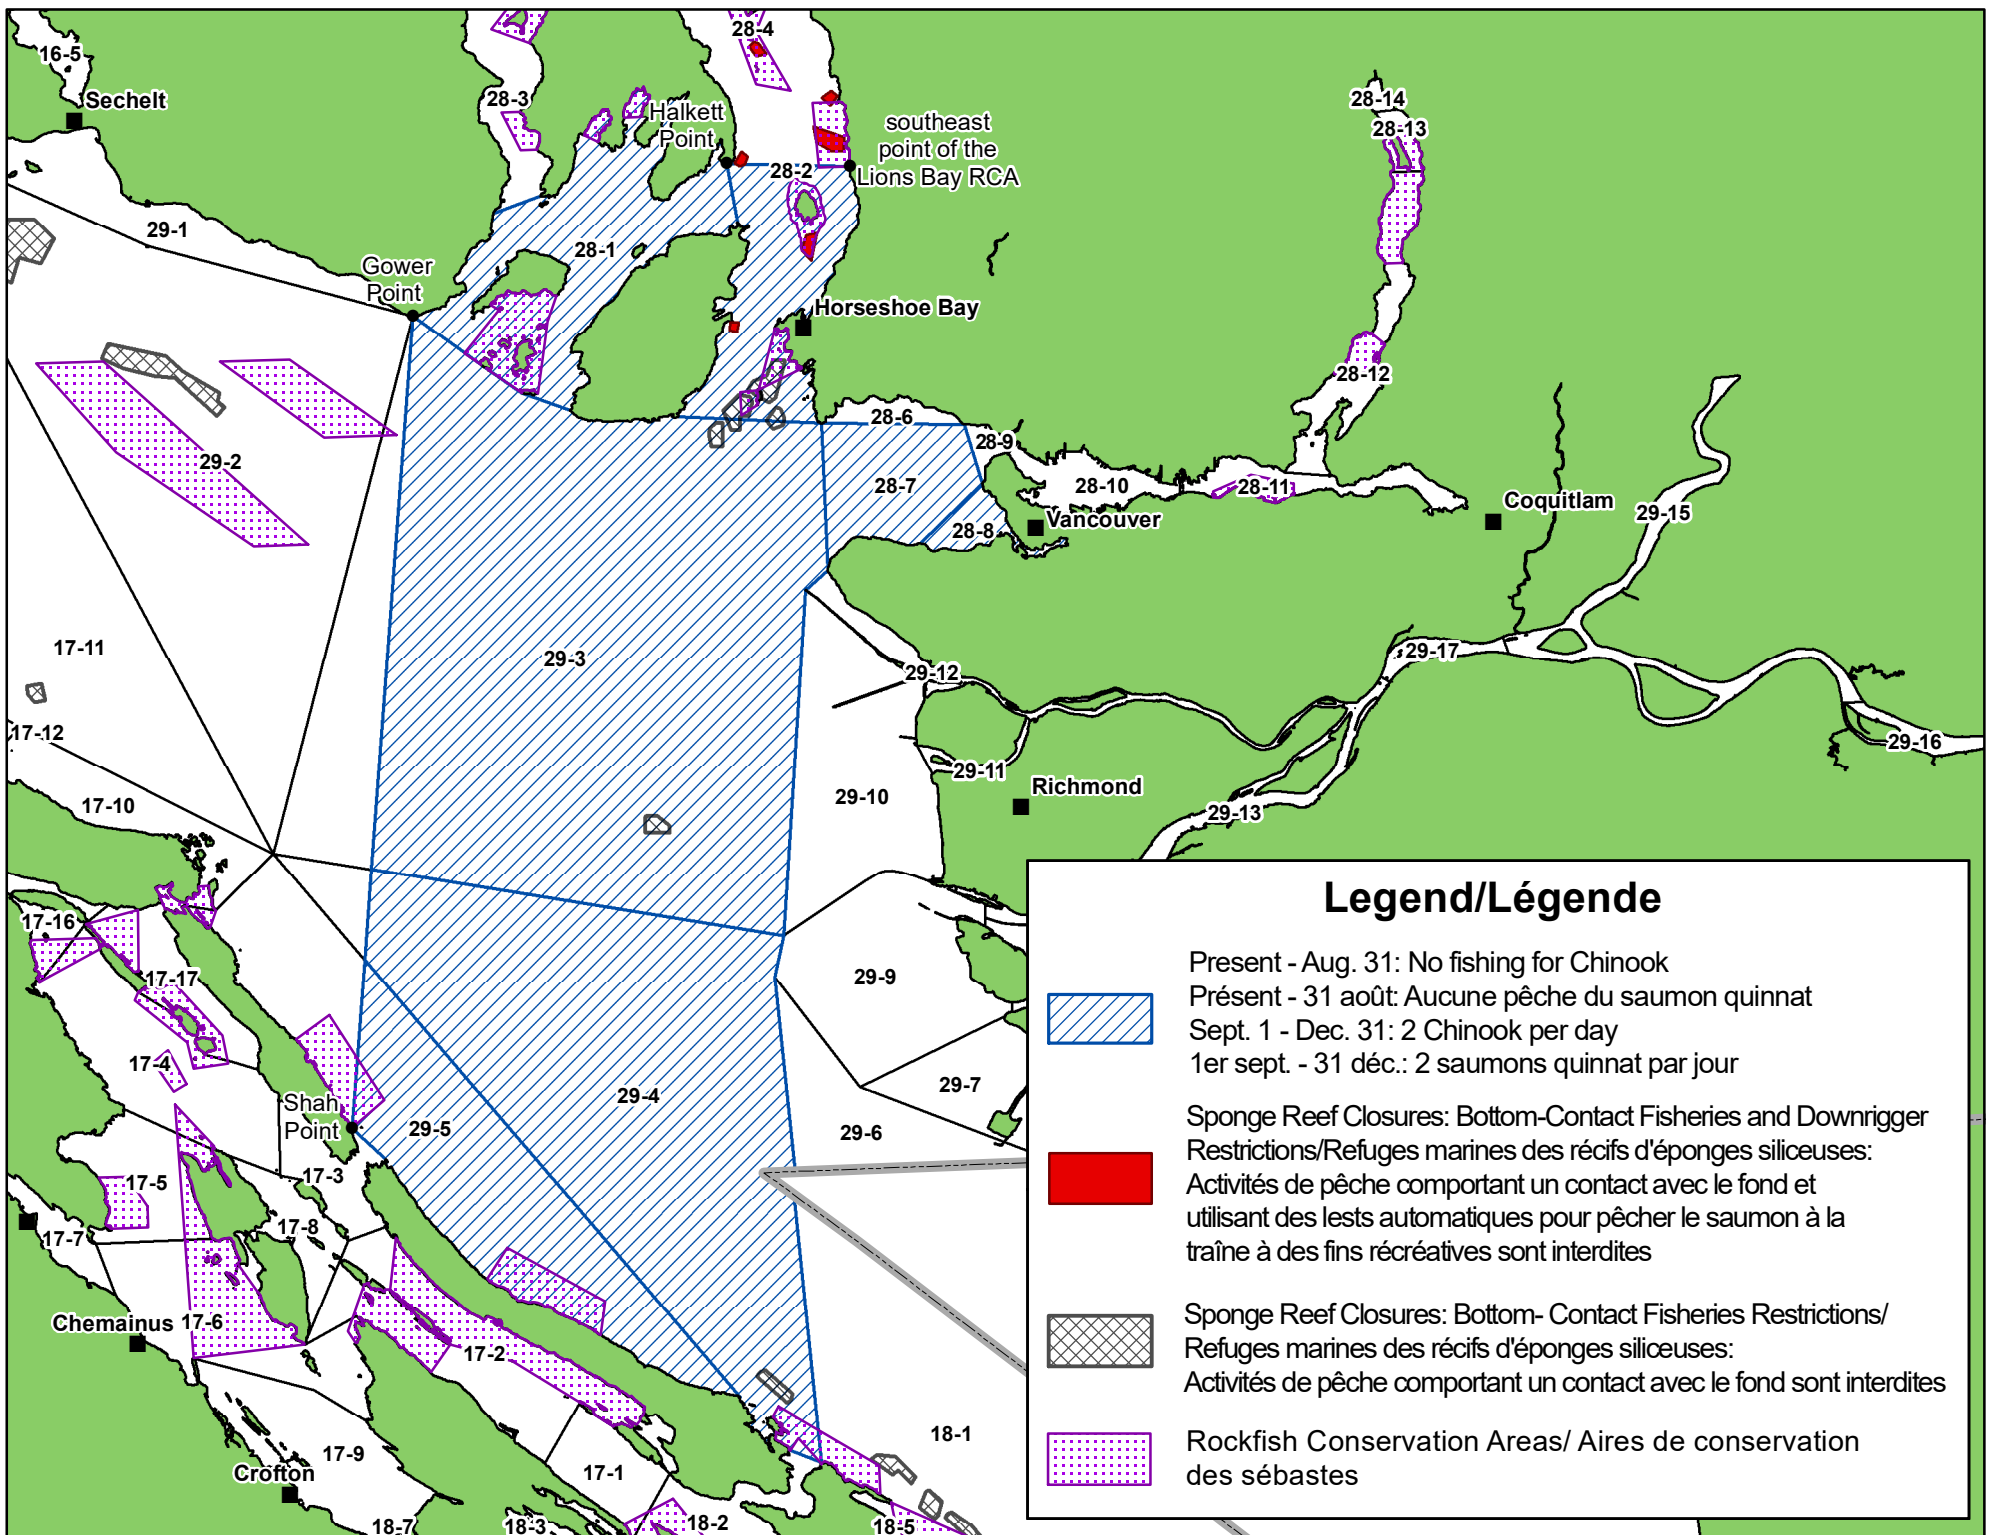 16-5
Sechelt
28-3
28-4
Halkett
Point
28-2
southeast
point of the
Lions Bay RCA
28-14
28-13
29-1
28-1
Gower
Point
Horseshoe Bay
28-12
28-6
28-9
29-2
28-7
28-10
28-11
28-8
Vancouver
Coquitlam
29-15
17-11
29-3
29-12
29-17
17-12
29-16
17-10
29-11
29-10
Richmond
29-13
17-16
17-17
29-9
17-4
29-4
29-7
Shah
Point
29-5
29-6
17-5
17-3
17-7
17-8
Chemainus
17-6
17-2
18-1
17-9
Crofton
17-1
18-7
18-3
18-2
18-5
Legend/Légende
Present - Aug. 31: No fishing for Chinook
Présent - 31 août: Aucune pêche du saumon quinnat
Sept. 1 - Dec. 31: 2 Chinook per day
1er sept. - 31 déc.: 2 saumons quinnat par jour
Sponge Reef Closures: Bottom-Contact Fisheries and Downrigger
Restrictions/Refuges marines des récifs d'éponges siliceuses:
Activités de pêche comportant un contact avec le fond et
utilisant des lests automatiques pour pêcher le saumon à la
traîne à des fins récréatives sont interdites
Sponge Reef Closures: Bottom- Contact Fisheries Restrictions/
Refuges marines des récifs d'éponges siliceuses:
Activités de pêche comportant un contact avec le fond sont interdites
Rockfish Conservation Areas/ Aires de conservation
des sébastes